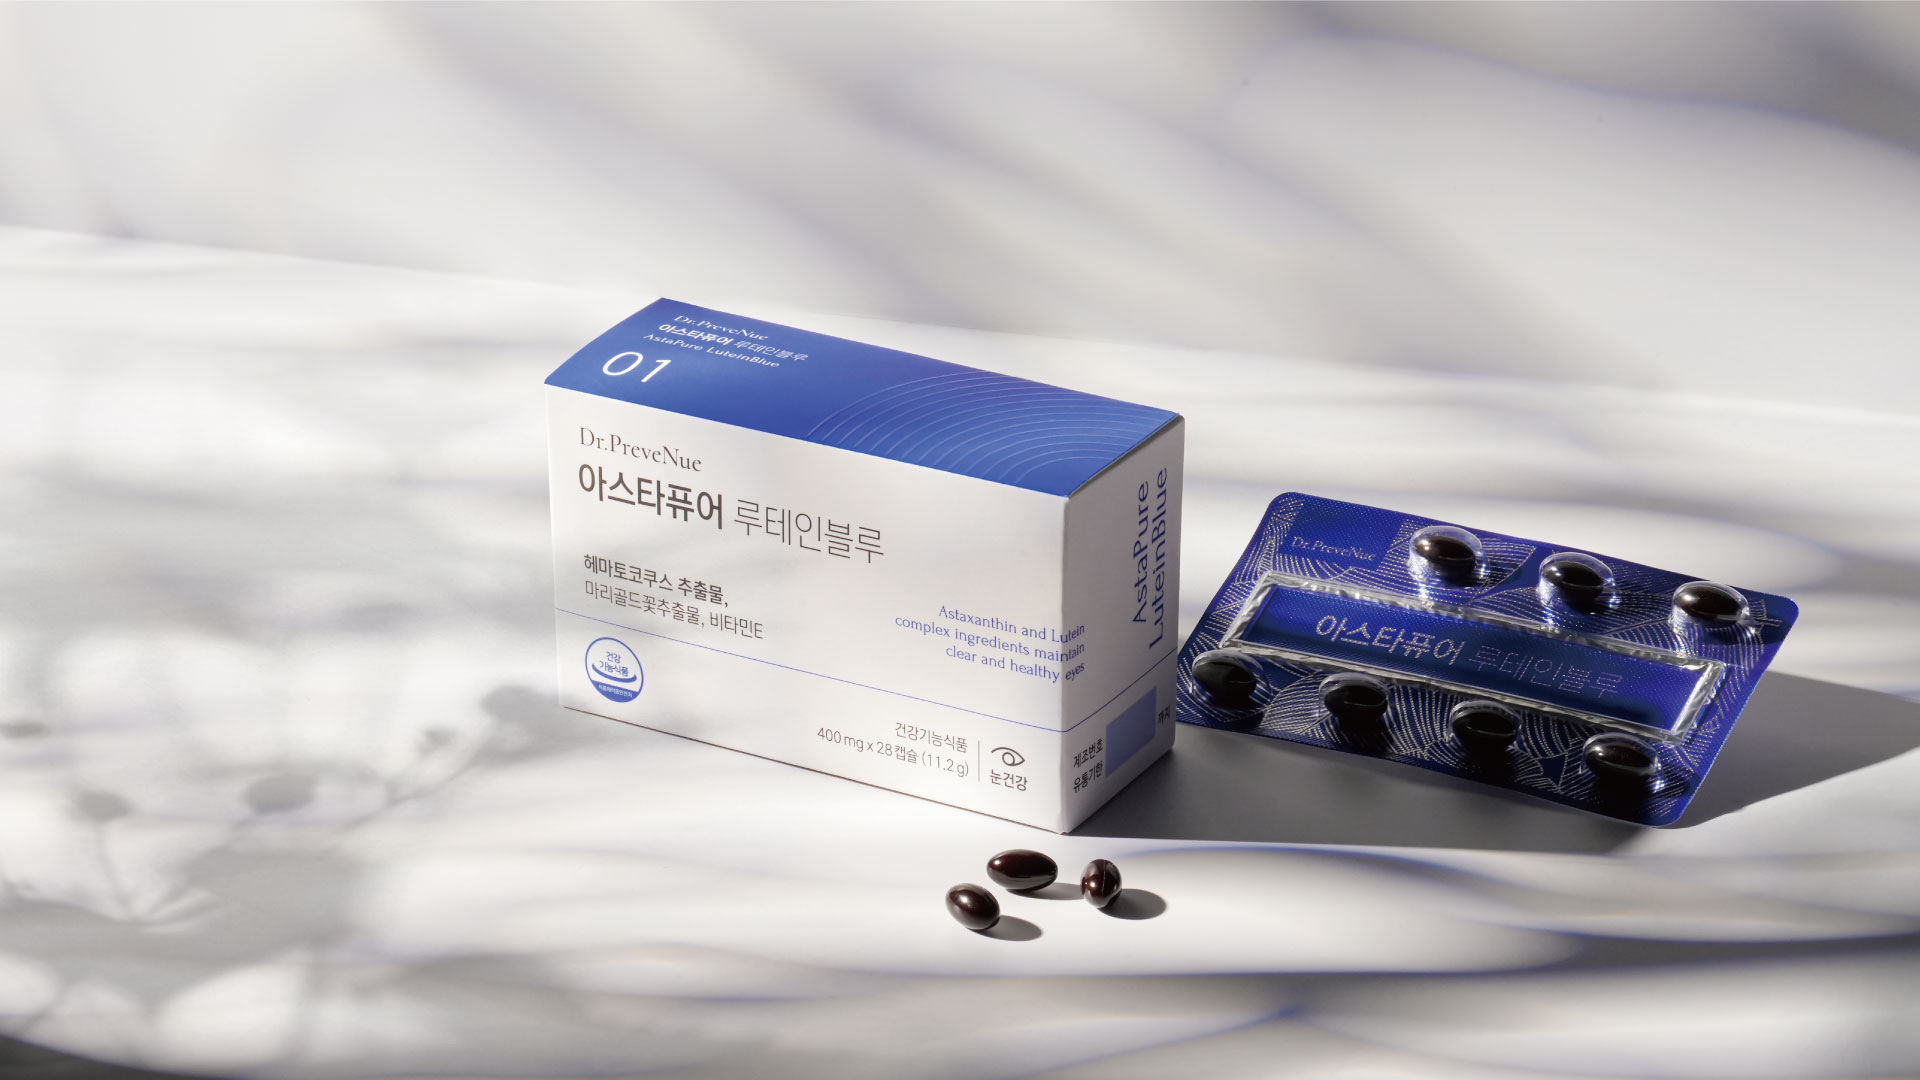 Dr.PreveNue
아스타퓨어 루테인블루
AstaPure LuteinBlue
01
Dr.PreveNue
아스타퓨어 루테인블루
헤마토코쿠스 추출물,
마리골드꽃추출물, 비타민E
Astaxanthin and Lutein
complex ingredients maintain
clear and healthy eyes
건강
기능식품
건강기능식품
400 mg x 28캡슐 (11.2 g)
눈건강
AstaPure
LuteinBlue
제조번호
유통기한
까지
Dr.PreveNue
아스타퓨어 루테인블루